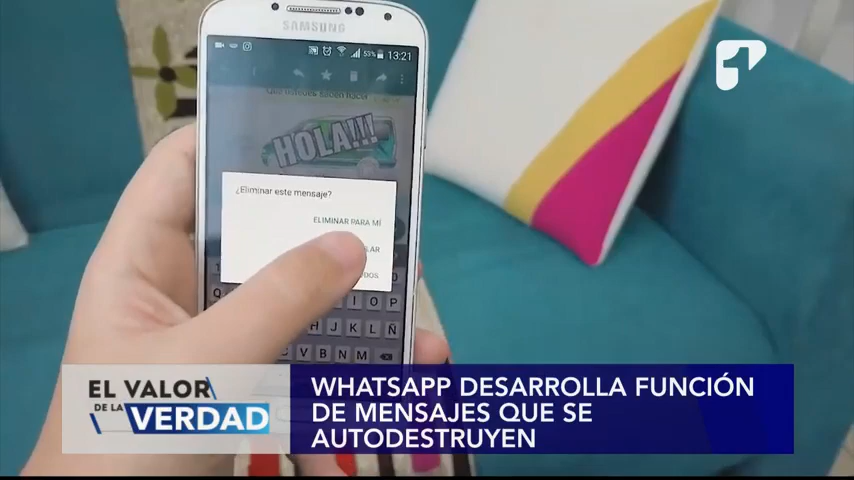 SAMSUNG
53% 13:21
HOLA!!!
¿Eliminar este mensaje?
ELIMINAR PARA MÍ
I O P
H J K L Ñ
C V B N M
EL VALOR
DE LA
VERDAD
WHATSAPP DESARROLLA FUNCIÓN
DE MENSAJES QUE SE
AUTODESTRUYEN